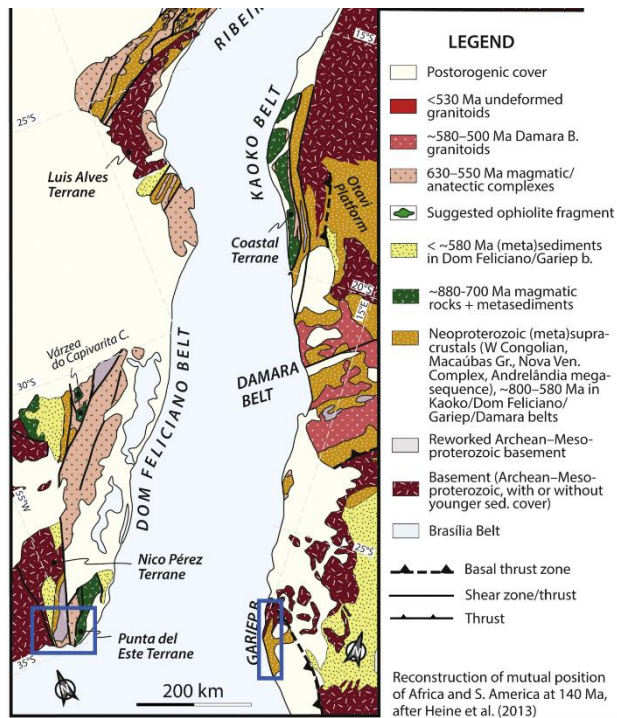 RIBEIR
15°S
25°S
KAOKO BELT
Luis Alves
Terrane
Otavi
Platform
Coastal
Terrane
20°S
15°E
Várzea
do Capivarita C.
30°S
DAMARA
BELT
DOM FELICIANO BELT
55°W
25°S
Nico Pérez
Terrane
GARIEP B.
Punta del
Este Terrane
35°S
N
N
200 km
LEGEND
Postorogenic cover
<530 Ma undeformed
granitoids
~580–500 Ma Damara B.
granitoids
630–550 Ma magmatic/
anatectic complexes
Suggested ophiolite fragment
< ~580 Ma (meta)sediments
in Dom Feliciano/Gariep b.
~880-700 Ma magmatic
rocks + metasediments
Neoproterozoic (meta)supra-
crustals (W Congolian,
Macaúbas Gr., Nova Ven.
Complex, Andrelândia mega-
sequence), ~800–580 Ma in
Kaoko/Dom Feliciano/
Gariep/Damara belts
Reworked Archean–Meso-
proterozoic basement
Basement (Archean–Meso-
proterozoic, with or without
younger sed. cover)
Brasília Belt
Basal thrust zone
Shear zone/thrust
Thrust
Reconstruction of mutual position
of Africa and S. America at 140 Ma,
after Heine et al. (2013)